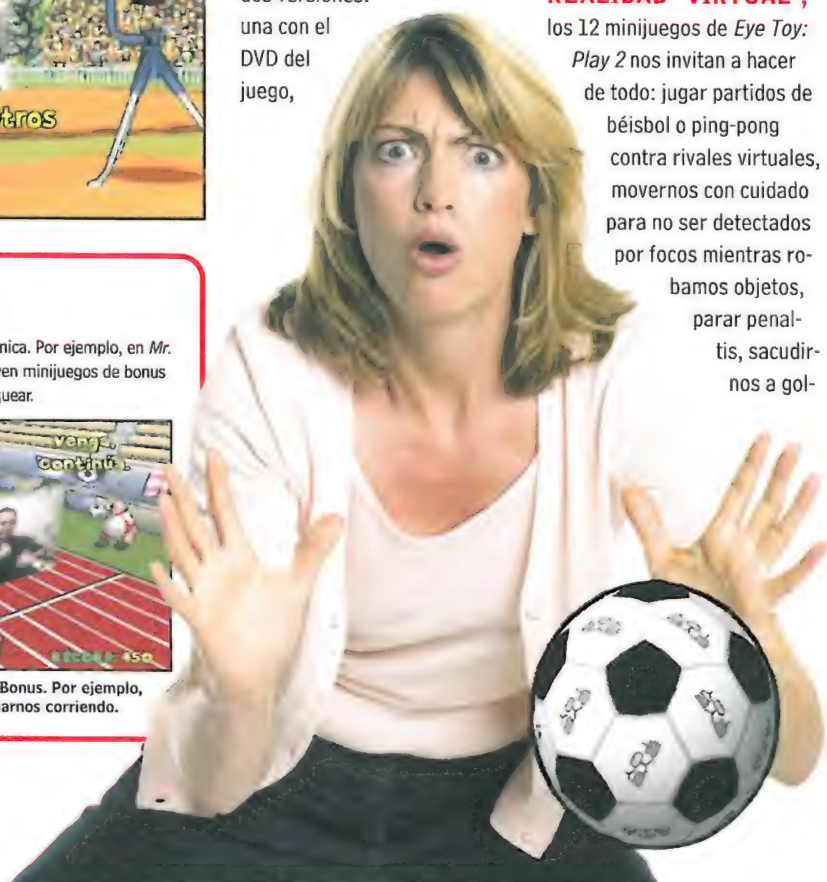 tros
nica. Por ejemplo, en Mr.
ven minijuegos de bonus
uear.
Venga,
Continúa.
450
Bonus. Por ejemplo,
arnos corriendo.
dos versiones:
una con el
DVD del
juego,
REALIDAD VIRTUAL",
los 12 minijuegos de Eye Toy:
Play 2 nos invitan a hacer
de todo: jugar partidos de
béisbol o ping-pong
contra rivales virtuales,
movernos con cuidado
para no ser detectados
por focos mientras ro-
bamos objetos,
parar penal-
tis, sacudir-
nos a gol-